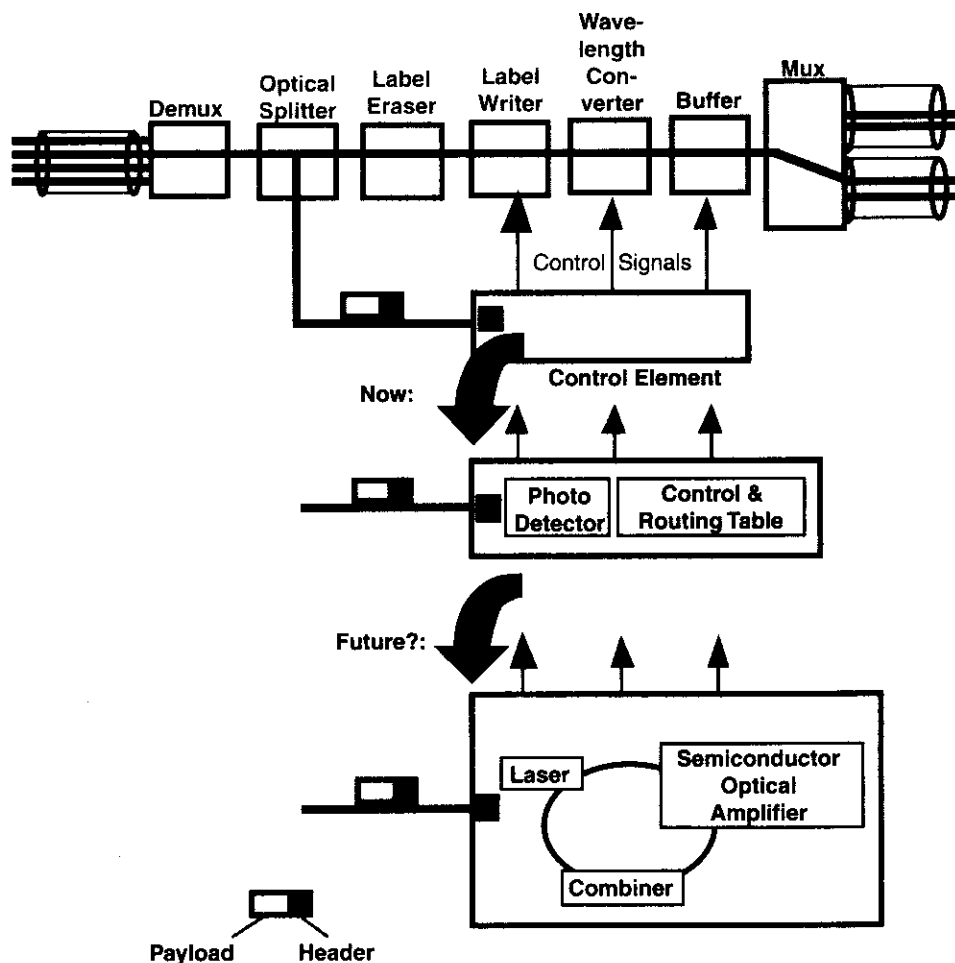 Demux
Optical
Splitter
Label
Eraser
Label
Writer
Wave-
length
Con-
verter
Buffer
Mux
Control Signals
Control Element
Now:
Photo
Detector
Control &
Routing Table
Future?:
Laser
Semiconductor
Optical
Amplifier
Combiner
Payload
Header